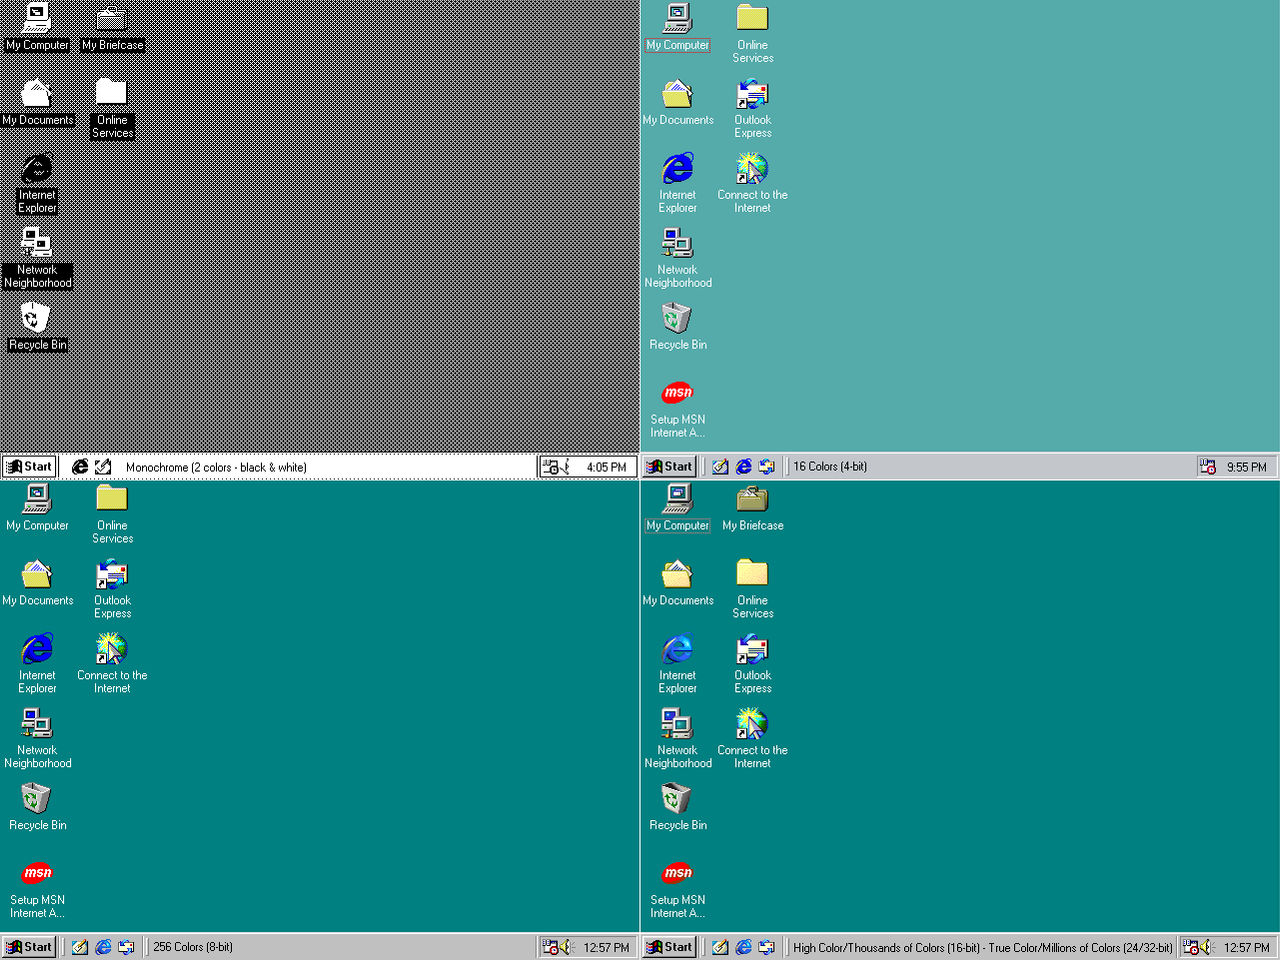 My Computer
My Briefcase
My Documents
Online
Services
Internet
Explorer
Network
Neighborhood
Recycle Bin
Start
Monochrome (2 colors - black & white)
4:05 PM
My Computer
Online
Services
My Documents
Outlook
Express
Internet
Explorer
Connect to the
Internet
Network
Neighborhood
Recycle Bin
msn
Setup MSN
Internet A...
Start
16 Colors (4-bit)
9:55 PM
My Computer
Online
Services
My Documents
Outlook
Express
Internet
Explorer
Connect to the
Internet
Network
Neighborhood
Recycle Bin
msn
Setup MSN
Internet A...
Start
256 Colors (8-bit)
12:57 PM
My Computer
My Briefcase
My Documents
Online
Services
Internet
Explorer
Outlook
Express
Network
Neighborhood
Connect to the
Internet
Recycle Bin
msn
Setup MSN
Internet A...
Start
High Color/Thousands of Colors (16-bit) - True Color/Millions of Colors (24/32-bit)
12:57 PM